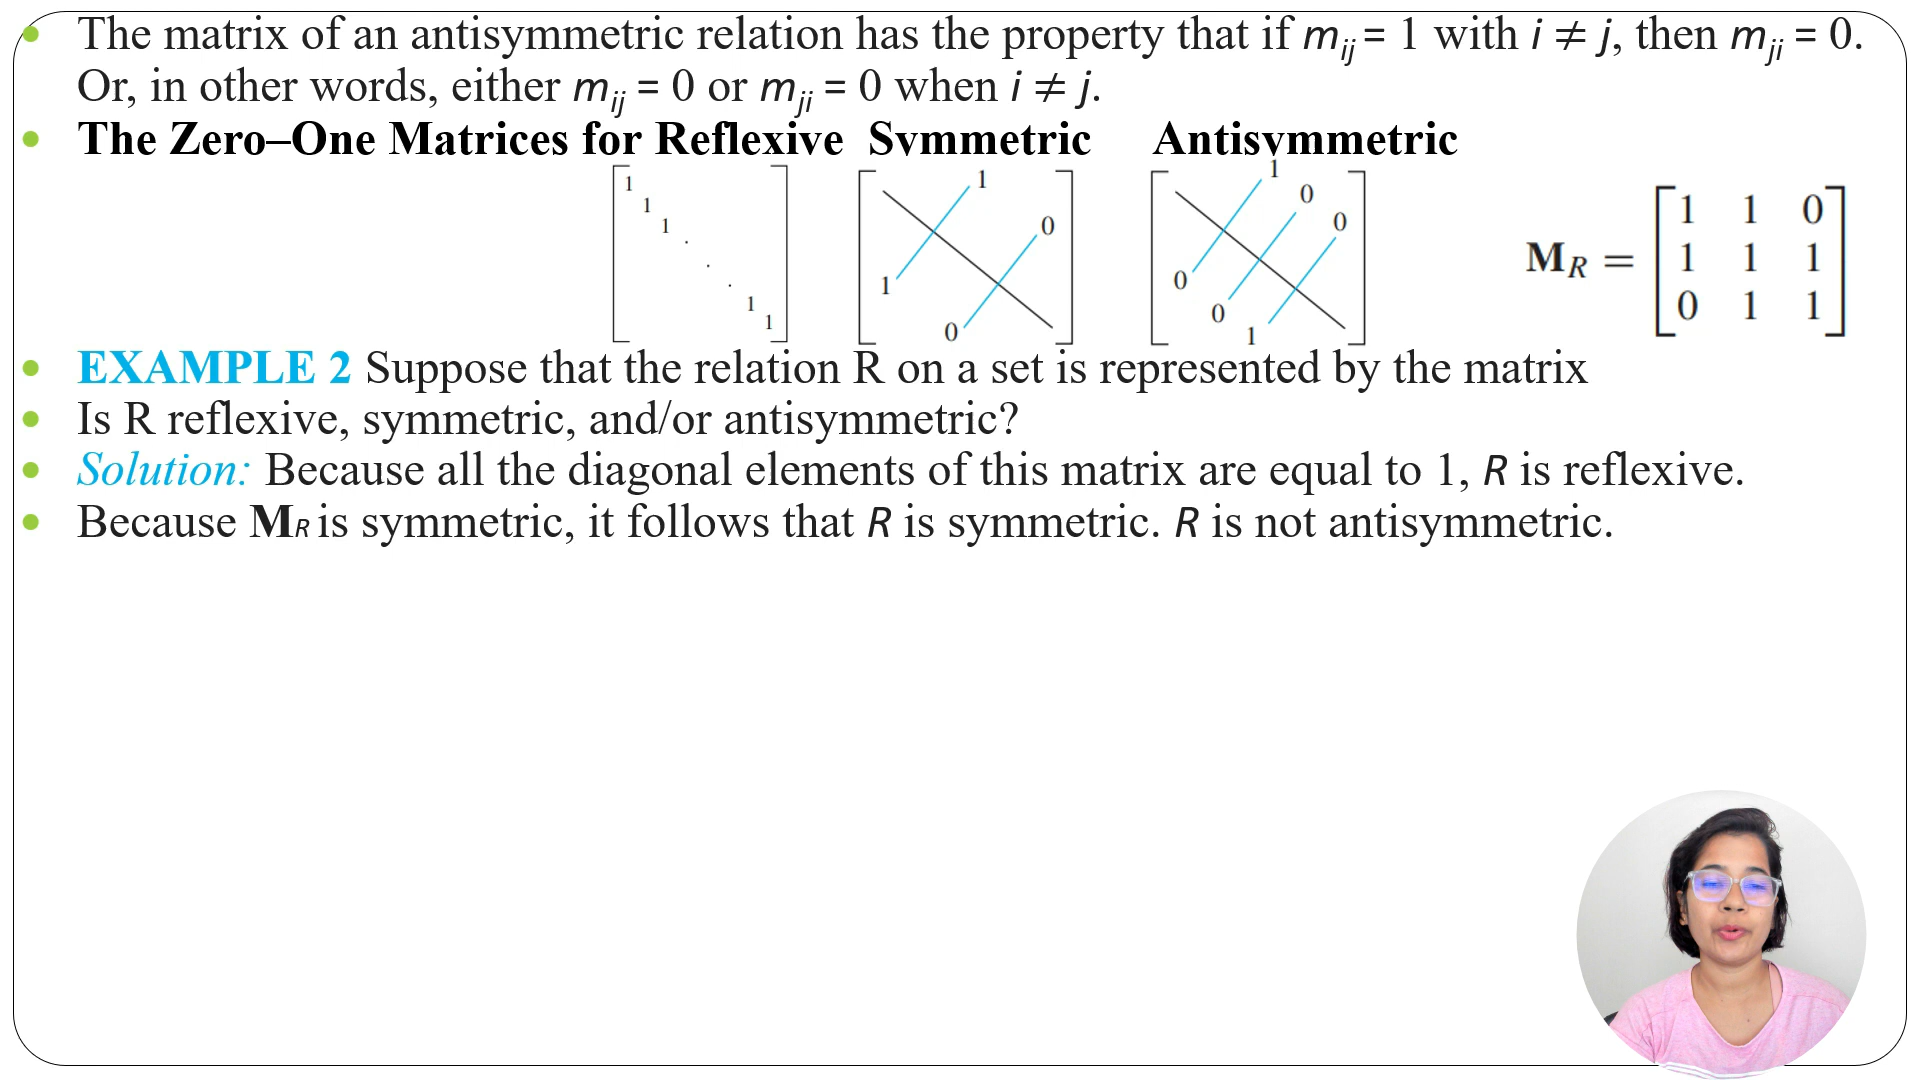 • The matrix of an antisymmetric relation has the property that if mij = 1 with i ≠ j, then mji = 0.
Or, in other words, either mij = 0 or mji = 0 when i ≠ j.
• The Zero–One Matrices for Reflexive Symmetric Antisymmetric
1
1
1
.
.
.
1
1
1
0
1
0
1
0
0
0
0
1
MR =
1 1 0
1 1 1
0 1 1
• EXAMPLE 2 Suppose that the relation R on a set is represented by the matrix
• Is R reflexive, symmetric, and/or antisymmetric?
• Solution: Because all the diagonal elements of this matrix are equal to 1, R is reflexive.
• Because MR is symmetric, it follows that R is symmetric. R is not antisymmetric.